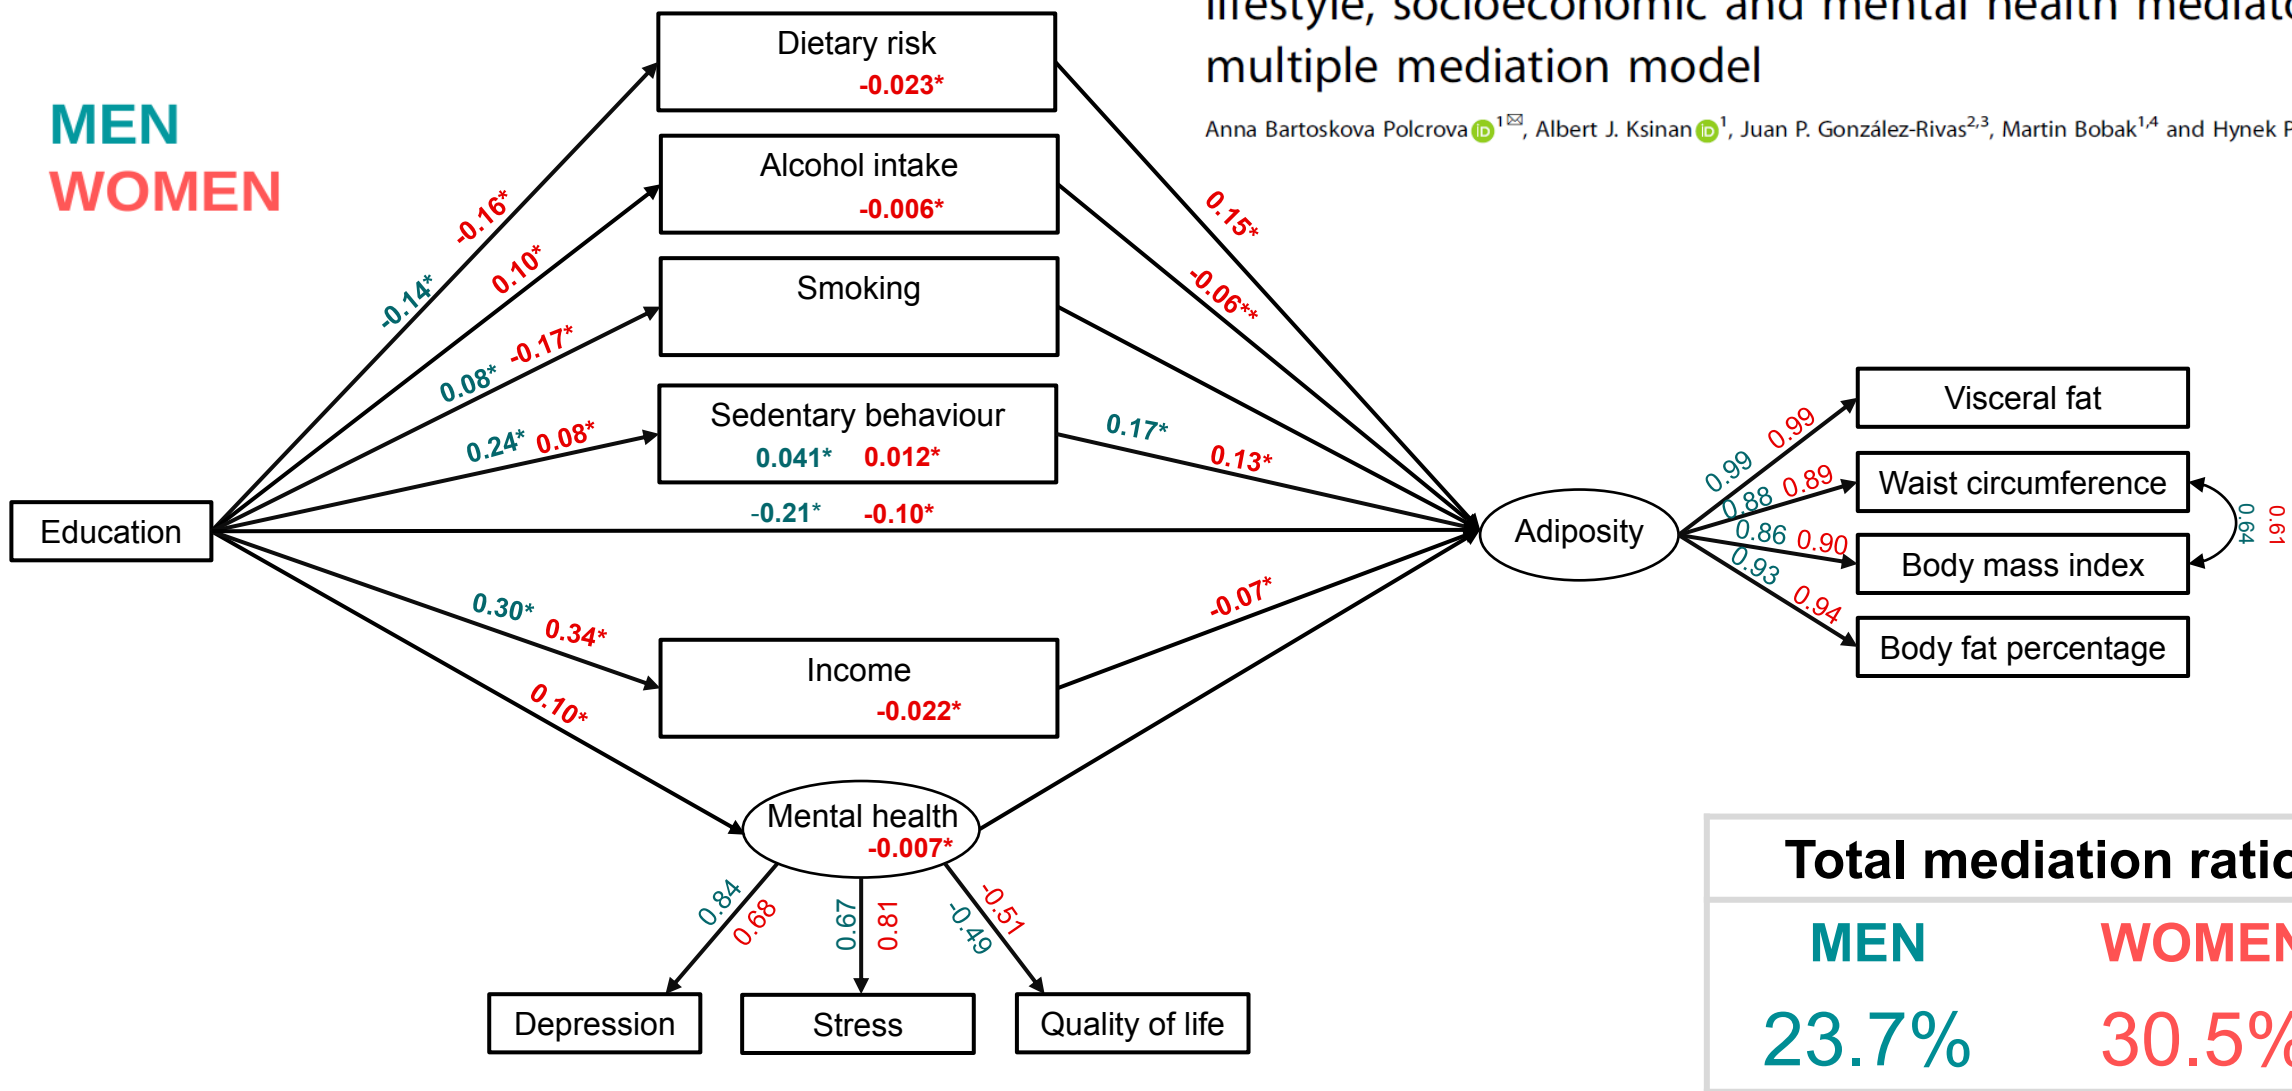 lifestyle, socioeconomic and mental health
multiple mediation model
Anna Bartoskova Polcrova iD 1✉, Albert J. Ksinan iD 1, Juan P. González-Rivas2,3, Martin Bobak1,4 and Hynek
MEN
WOMEN
Dietary risk
-0.023*
Alcohol intake
-0.006*
Smoking
Sedentary behaviour
0.041* 0.012*
-0.21* -0.10*
Education
Income
-0.022*
Mental health
-0.007*
-0.16*
-0.14*
0.10*
0.08* -0.17*
0.24* 0.08*
0.30* 0.34*
0.10*
0.15*
-0.06**
0.17* 0.13*
-0.07*
Adiposity
0.99 0.99
0.88 0.89
0.86 0.90
0.93 0.94
Visceral fat
Waist circumference
Body mass index
Body fat percentage
0.64 0.61
0.84 0.68
0.67 0.81
-0.49 -0.51
Depression
Stress
Quality of life
Total mediation ratio
MEN WOMEN
23.7% 30.5%